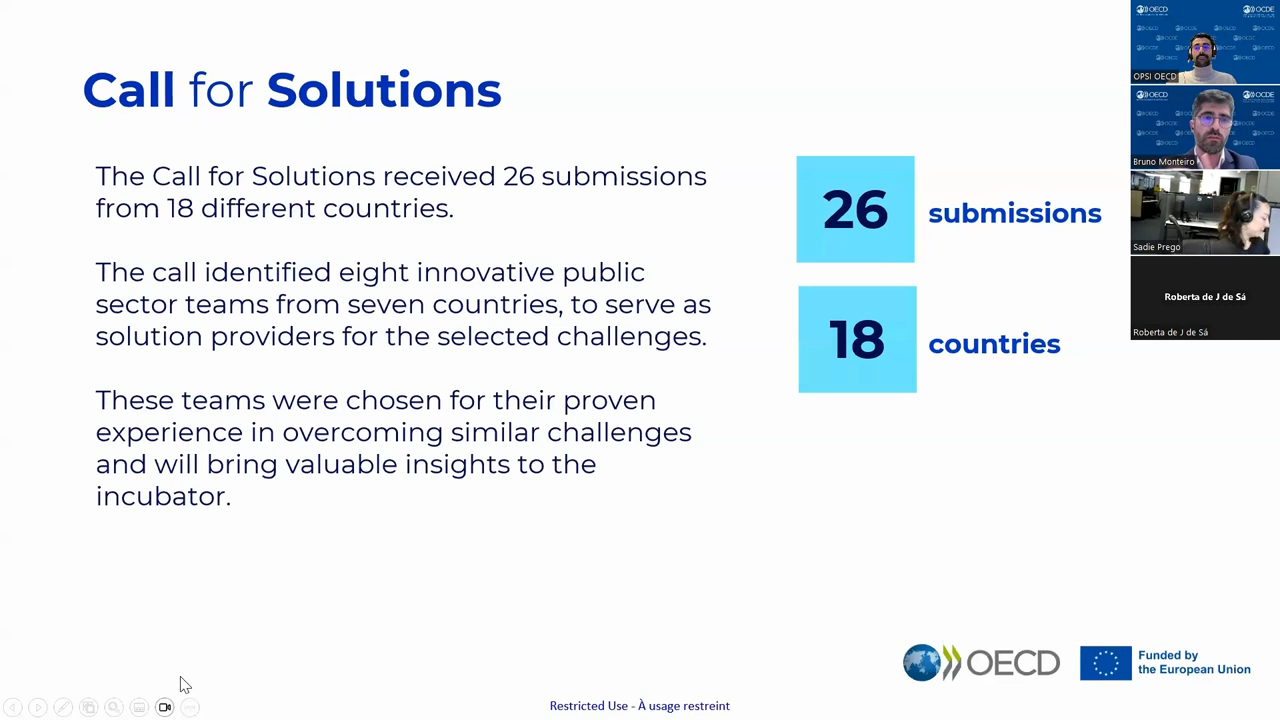 Call for Solutions
The Call for Solutions received 26 submissions
from 18 different countries.
The call identified eight innovative public
sector teams from seven countries, to serve as
solution providers for the selected challenges.
These teams were chosen for their proven
experience in overcoming similar challenges
and will bring valuable insights to the
incubator.
26 submissions
18 countries
OECD
Funded by
the European Union
Restricted Use - À usage restreint
OECD OCDE
OPSI OECD
OECD OCDE
Bruno Monteiro
Sadie Prego
Roberta de J de Sá
Roberta de J de Sá